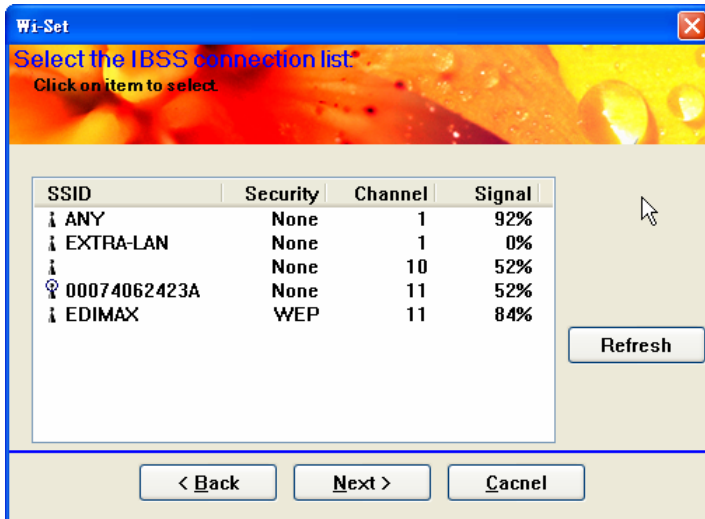 Wi-Set
Select the IBSS connection list:
Click on item to select.
SSID Security Channel Signal
ANY None 1 92%
EXTRA-LAN None 1 0%
None 10 52%
00074062423A None 11 52%
EDIMAX WEP 11 84%
Refresh
< Back Next > Cacnel